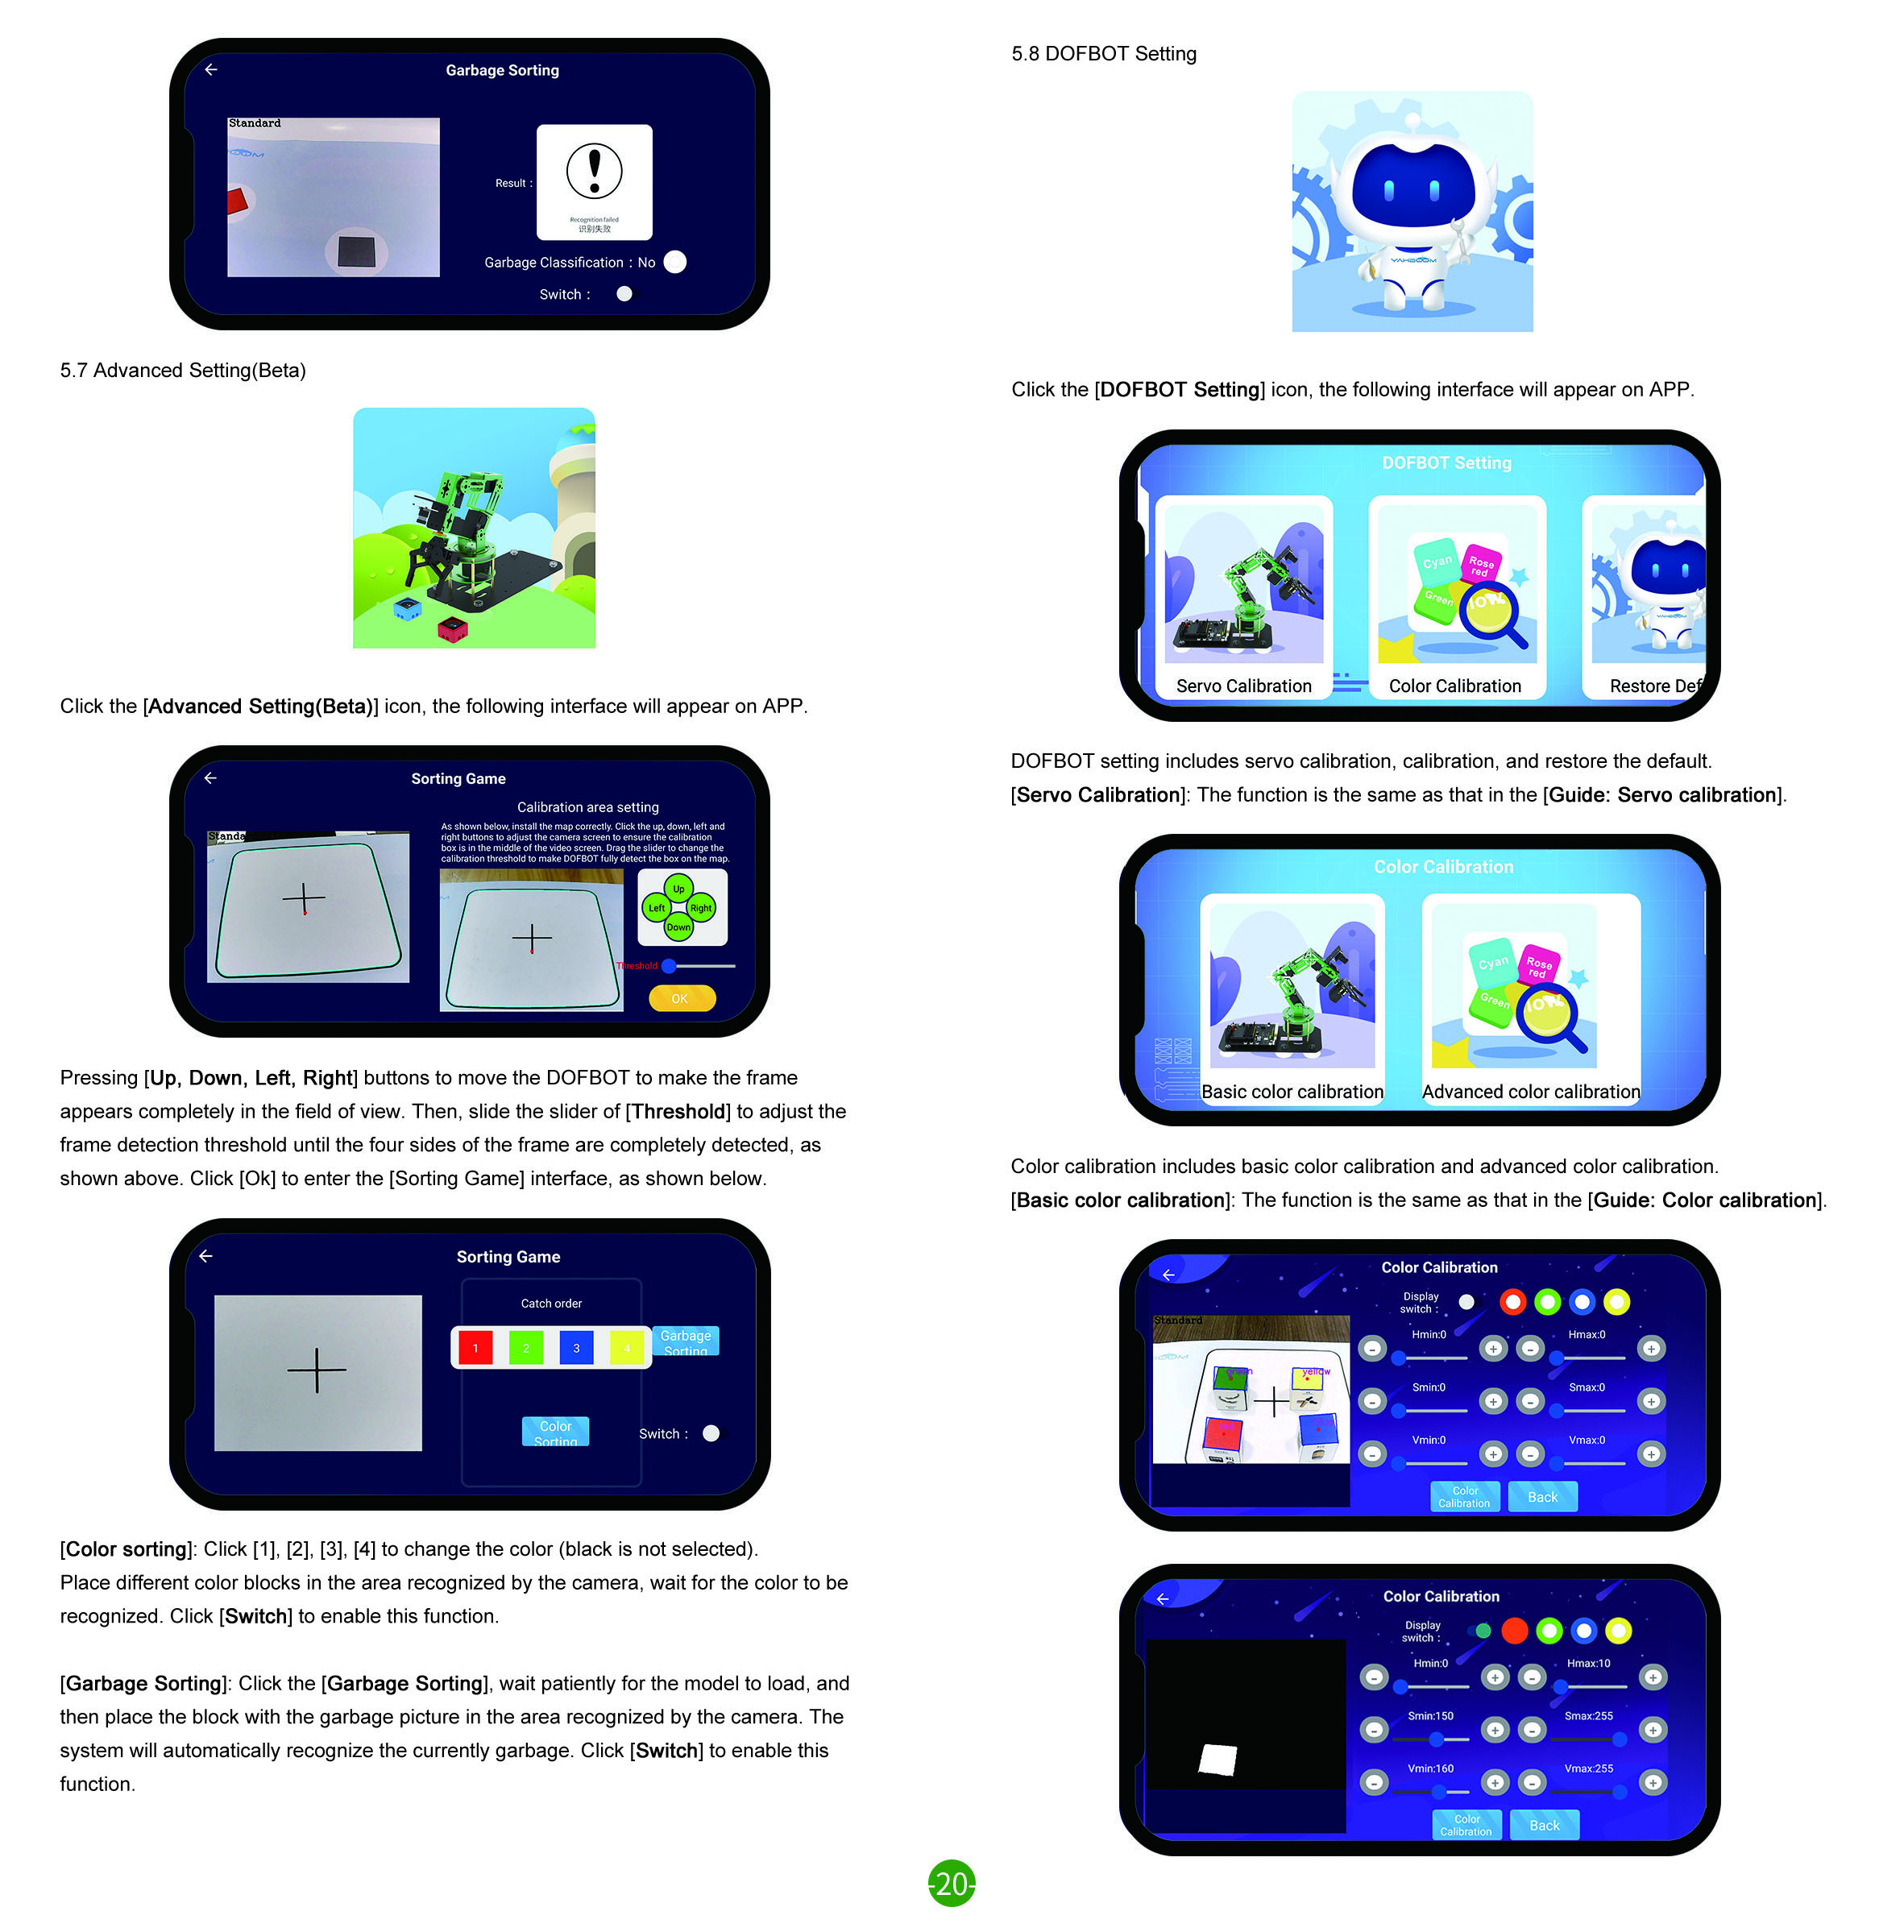 Garbage Sorting
Standard
Result :
Recognition failed
识别失败
Garbage Classification : No
Switch :
5.7 Advanced Setting(Beta)
Click the [Advanced Setting(Beta)] icon, the following interface will appear on APP.
Sorting Game
Calibration area setting
As shown below, install the map correctly. Click the up, down, left and
right buttons to adjust the camera screen to ensure the calibration
box is in the middle of the video screen. Drag the slider to change the
calibration threshold to make DOFBOT fully detect the box on the map.
Standa
Up
Left
Right
Down
Threshold
OK
Pressing [Up, Down, Left, Right] buttons to move the DOFBOT to make the frame
appears completely in the field of view. Then, slide the slider of [Threshold] to adjust the
frame detection threshold until the four sides of the frame are completely detected, as
shown above. Click [Ok] to enter the [Sorting Game] interface, as shown below.
Sorting Game
Catch order
1 2 3 4
Garbage
Sorting
Color
Sorting
Switch :
[Color sorting]: Click [1], [2], [3], [4] to change the color (black is not selected).
Place different color blocks in the area recognized by the camera, wait for the color to be
recognized. Click [Switch] to enable this function.
[Garbage Sorting]: Click the [Garbage Sorting], wait patiently for the model to load, and
then place the block with the garbage picture in the area recognized by the camera. The
system will automatically recognize the currently garbage. Click [Switch] to enable this
function.
5.8 DOFBOT Setting
YAHBOOM
Click the [DOFBOT Setting] icon, the following interface will appear on APP.
DOFBOT Setting
Cyan
Rose
red
Green
low
YAHBOOM
Servo Calibration
Color Calibration
Restore Def
DOFBOT setting includes servo calibration, calibration, and restore the default.
[Servo Calibration]: The function is the same as that in the [Guide: Servo calibration].
Color Calibration
Cyan
Rose
red
Green
low
Basic color calibration
Advanced color calibration
Color calibration includes basic color calibration and advanced color calibration.
[Basic color calibration]: The function is the same as that in the [Guide: Color calibration].
Color Calibration
Display
switch :
Standard
yellow
Hmin:0
Hmax:0
Smin:0
Smax:0
Vmin:0
Vmax:0
Color
Calibration
Back
Color Calibration
Display
switch :
Hmin:0
Hmax:10
Smin:150
Smax:255
Vmin:160
Vmax:255
Color
Calibration
Back
-20-